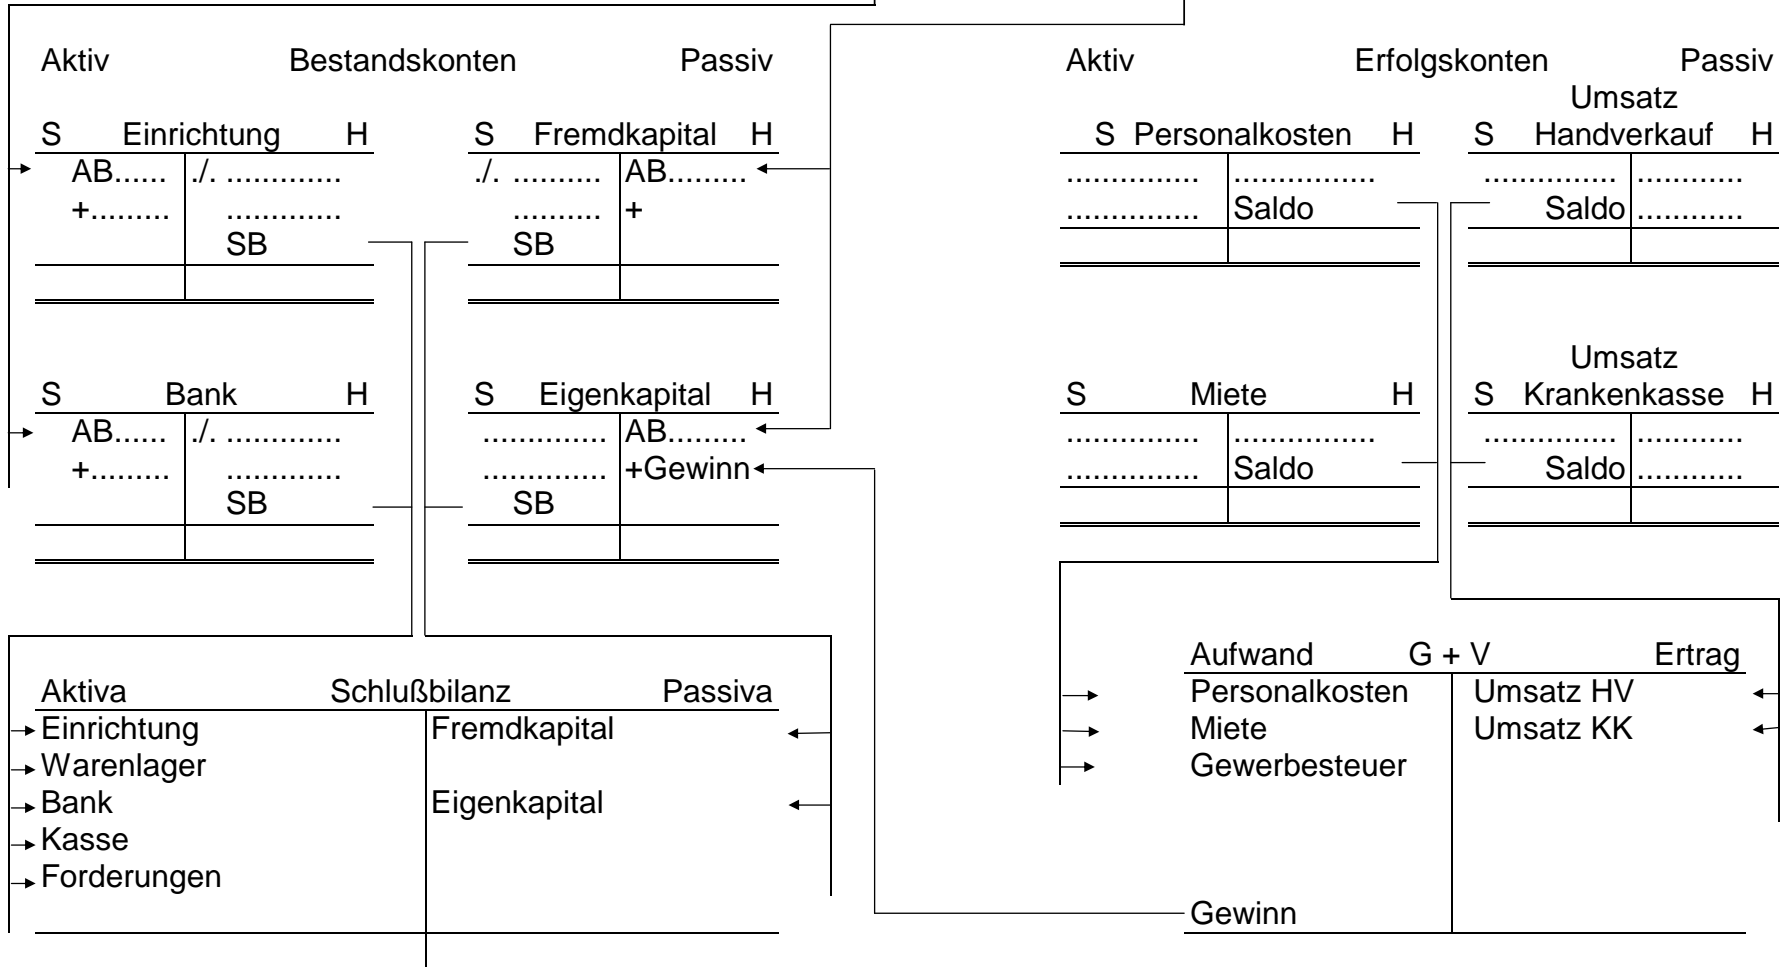 Aktiv Bestandskonten Passiv
S Einrichtung H S Fremdkapital H
AB...... ./. ............. ./. .......... AB.........
+......... ............. .......... +
SB SB
S Bank H S Eigenkapital H
AB...... ./. ............. .............. AB.........
+......... ............. .............. +Gewinn
SB SB
Aktiva Schlußbilanz Passiva
Einrichtung Fremdkapital
Warenlager
Bank Eigenkapital
Kasse
Forderungen
Aktiv Erfolgskonten Passiv
Umsatz
S Personalkosten H S Handverkauf H
............... ................ ............... ............
............... Saldo Saldo ............
Umsatz
S Miete H S Krankenkasse H
............... ................ ............... ............
............... Saldo Saldo ............
Aufwand G + V Ertrag
Personalkosten Umsatz HV
Miete Umsatz KK
Gewerbesteuer
Gewinn